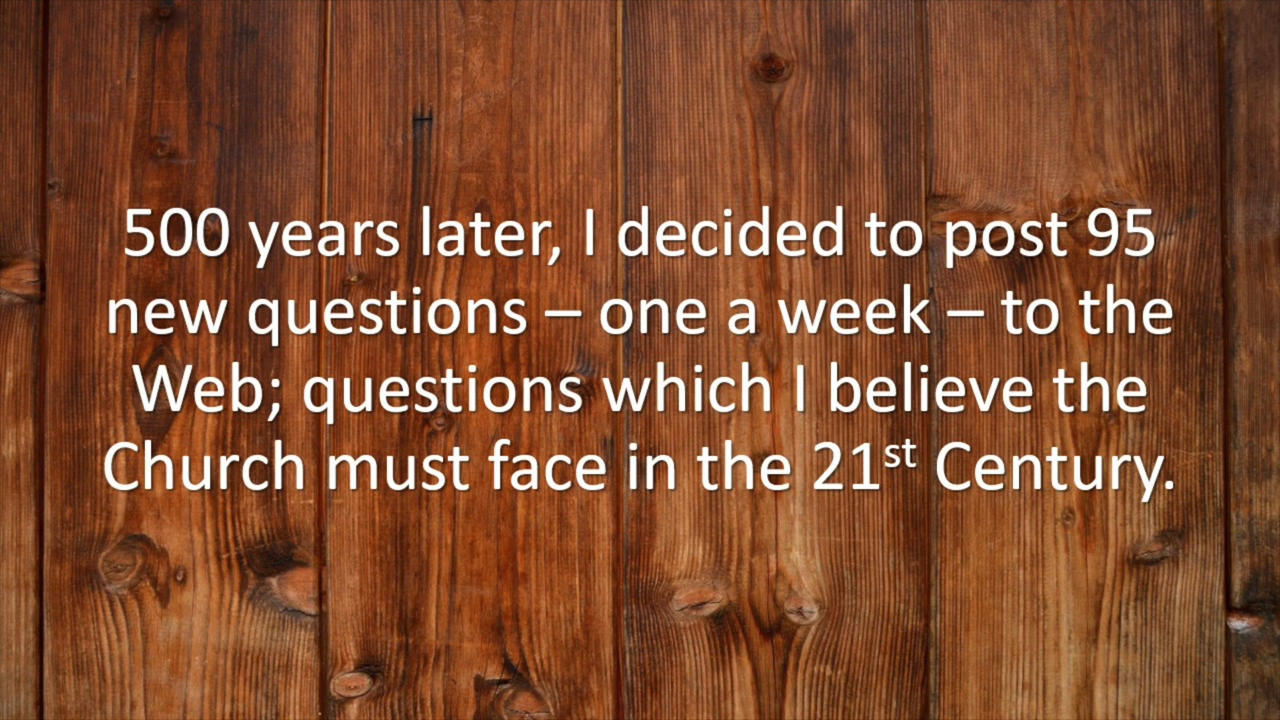 500 years later, I decided to post 95
new questions – one a week – to the
Web; questions which I believe the
Church must face in the 21st Century.